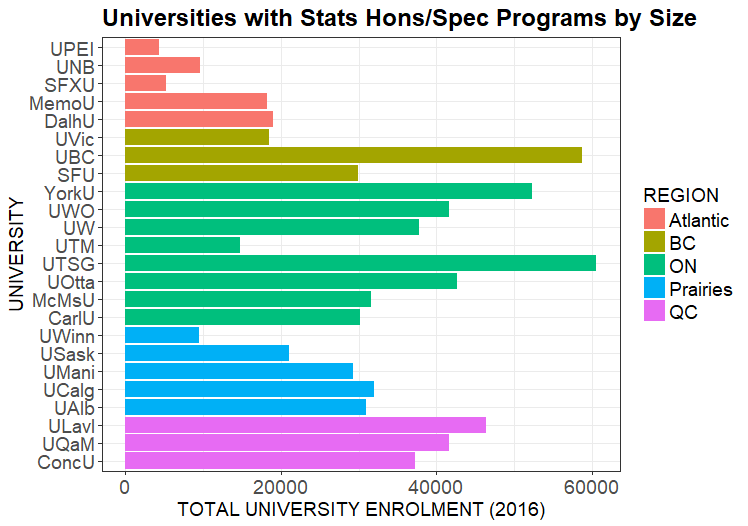 Universities with Stats Hons/Spec Programs by Size
UNIVERSITY
UPEI
UNB
SFXU
MemoU
DalhU
UVic
UBC
SFU
YorkU
UWO
UW
UTM
UTSG
UOtta
McMsU
CarlU
UWinn
USask
UMani
UCalg
UAlb
ULavl
UQaM
ConcU
0 20000 40000 60000
TOTAL UNIVERSITY ENROLMENT (2016)
REGION
Atlantic
BC
ON
Prairies
QC